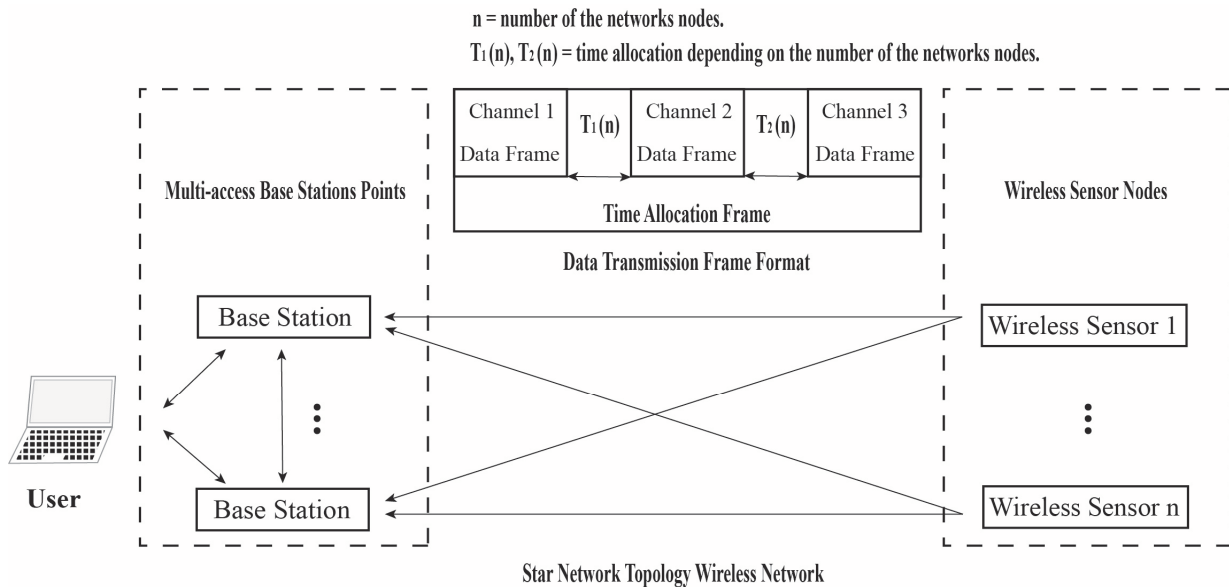 n = number of the networks nodes.
T₁(n), T₂(n) = time allocation depending on the number of the networks nodes.
Channel 1
Data Frame
T₁(n)
Channel 2
Data Frame
T₂(n)
Channel 3
Data Frame
Time Allocation Frame
Data Transmission Frame Format
Multi-access Base Stations Points
Wireless Sensor Nodes
Base Station
Wireless Sensor 1
User
Base Station
Wireless Sensor n
Star Network Topology Wireless Network